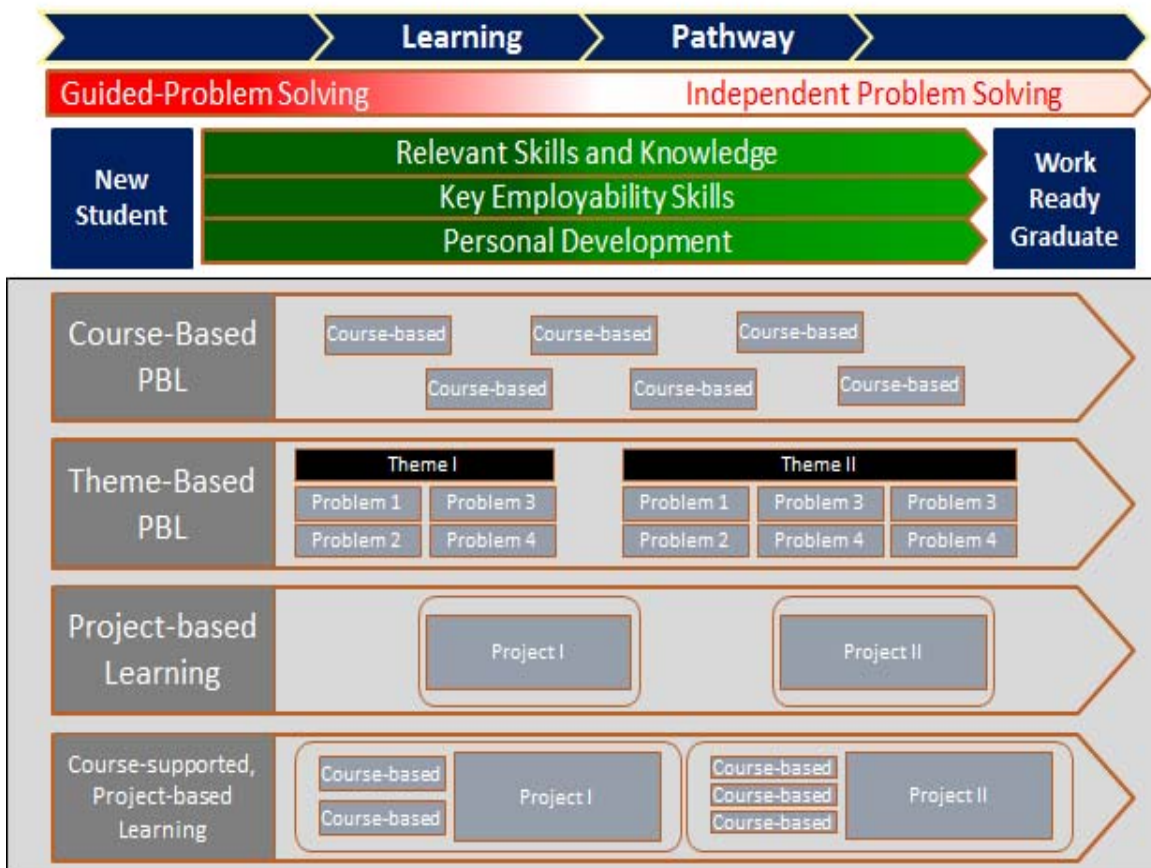 Learning Pathway
Guided-Problem Solving Independent Problem Solving
New
Student
Relevant Skills and Knowledge
Key Employability Skills
Personal Development
Work
Ready
Graduate
Course-Based
PBL
Course-based Course-based Course-based
Course-based Course-based Course-based
Theme-Based
PBL
Theme I Theme II
Problem 1 Problem 3 Problem 1 Problem 3 Problem 3
Problem 2 Problem 4 Problem 2 Problem 4 Problem 4
Project-based
Learning
Project I Project II
Course-supported,
Project-based
Learning
Course-based
Course-based
Project I
Course-based
Course-based
Course-based
Project II